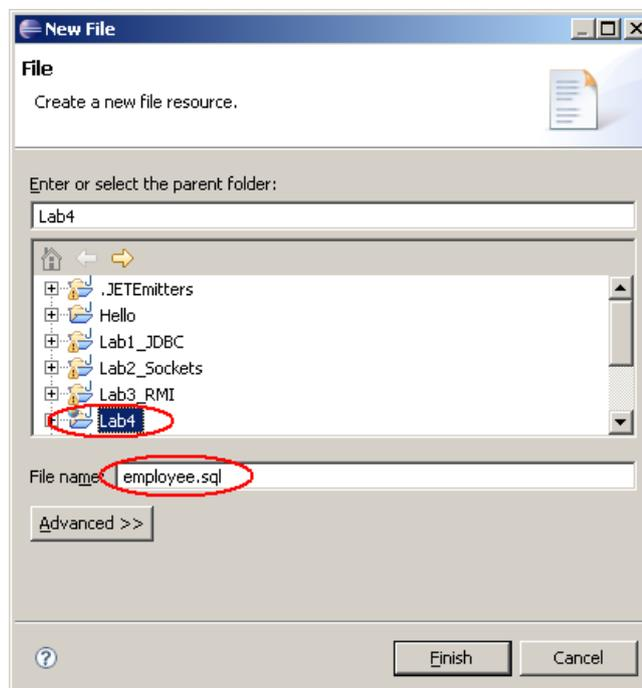 New File
File
Create a new file resource.
Enter or select the parent folder:
Lab4
.JETEmitters
Hello
Lab1_JDBC
Lab2_Sockets
Lab3_RMI
Lab4
File name: employee.sql
Advanced >>
Finish
Cancel